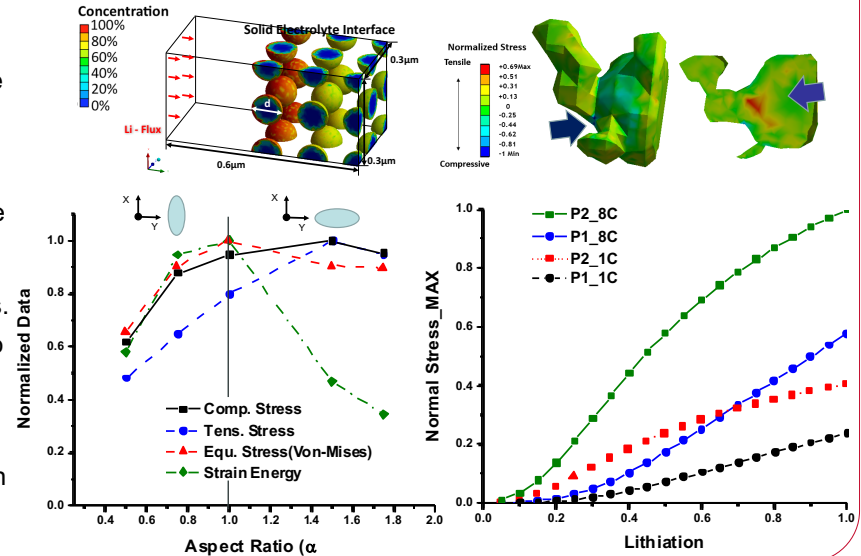 Concentration
100%
80%
60%
40%
20%
0%
Solid Electrolyte Interface
0.3μm
d
Li - Flux
0.6μm
0.3μm
Normalized Stress
Tensile
+0.69Max
+0.51
+0.31
+0.13
0
-0.25
-0.44
-0.62
-0.81
-1 Min
Compressive
X
Y
X
Y
Normalized Data
1.0
0.8
0.6
0.4
0.2
0.0
Comp. Stress
Tens. Stress
Equ. Stress(Von-Mises)
Strain Energy
0.4 0.6 0.8 1.0 1.2 1.4 1.6 1.8 2.0
Aspect Ratio (α
Normal Stress_MAX
1.0
0.8
0.6
0.4
0.2
0.0
P2_8C
P1_8C
P2_1C
P1_1C
0.0 0.2 0.4 0.6 0.8 1.0
Lithiation